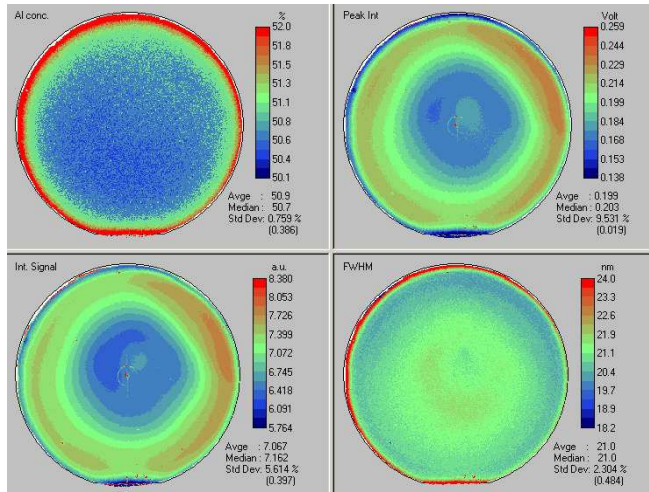 Al conc.
%
52.0
51.8
51.5
51.3
51.1
50.8
50.6
50.4
50.1
Avge : 50.9
Median : 50.7
Std Dev: 0.759 %
(0.386)
Peak Int
Volt
0.259
0.244
0.229
0.214
0.199
0.184
0.168
0.153
0.138
Avge : 0.199
Median : 0.203
Std Dev: 9.531 %
(0.019)
Int. Signal
a.u.
8.380
8.053
7.726
7.399
7.072
6.745
6.418
6.091
5.764
Avge : 7.067
Median : 7.162
Std Dev: 5.614 %
(0.397)
FWHM
nm
24.0
23.3
22.6
21.9
21.1
20.4
19.7
18.9
18.2
Avge : 21.0
Median : 21.0
Std Dev: 2.304 %
(0.484)